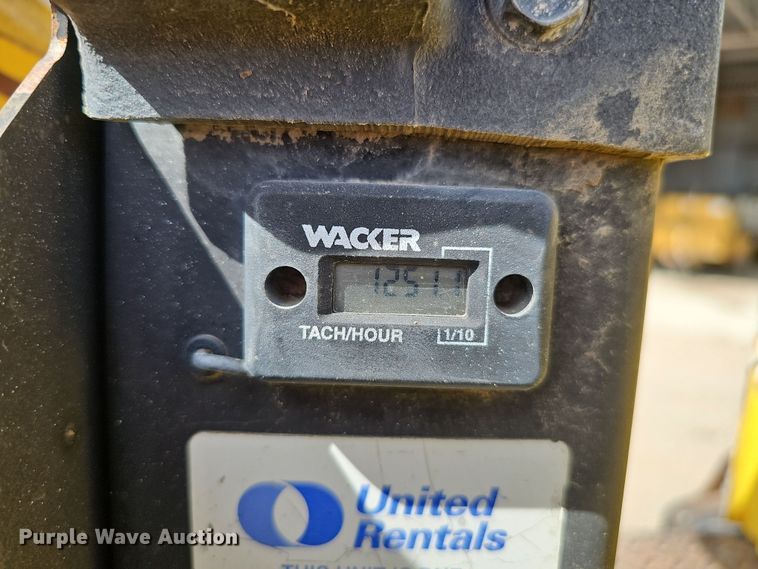 WACKER
12511
TACH/HOUR
1/10
United
Rentals
Purple Wave Auction